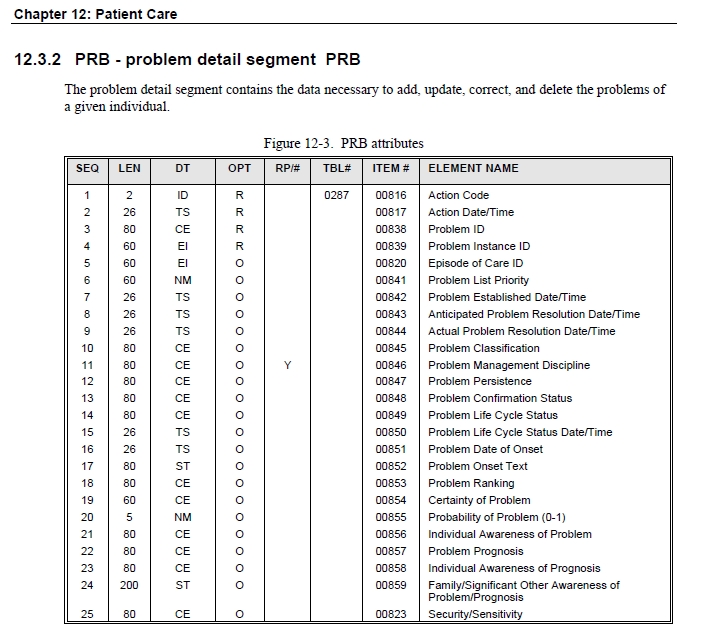 Chapter 12: Patient Care
12.3.2 PRB - problem detail segment PRB
The problem detail segment contains the data necessary to add, update, correct, and delete the problems of
a given individual.
Figure 12-3. PRB attributes
SEQ LEN DT OPT RP/# TBL# ITEM # ELEMENT NAME
1 2 ID R 0287 00816 Action Code
2 26 TS R 00817 Action Date/Time
3 80 CE R 00838 Problem ID
4 60 EI R 00839 Problem Instance ID
5 60 EI O 00820 Episode of Care ID
6 60 NM O 00841 Problem List Priority
7 26 TS O 00842 Problem Established Date/Time
8 26 TS O 00843 Anticipated Problem Resolution Date/Time
9 26 TS O 00844 Actual Problem Resolution Date/Time
10 80 CE O 00845 Problem Classification
11 80 CE O Y 00846 Problem Management Discipline
12 80 CE O 00847 Problem Persistence
13 80 CE O 00848 Problem Confirmation Status
14 80 CE O 00849 Problem Life Cycle Status
15 26 TS O 00850 Problem Life Cycle Status Date/Time
16 26 TS O 00851 Problem Date of Onset
17 80 ST O 00852 Problem Onset Text
18 80 CE O 00853 Problem Ranking
19 60 CE O 00854 Certainty of Problem
20 5 NM O 00855 Probability of Problem (0-1)
21 80 CE O 00856 Individual Awareness of Problem
22 80 CE O 00857 Problem Prognosis
23 80 CE O 00858 Individual Awareness of Prognosis
24 200 ST O 00859 Family/Significant Other Awareness of
Problem/Prognosis
25 80 CE O 00823 Security/Sensitivity